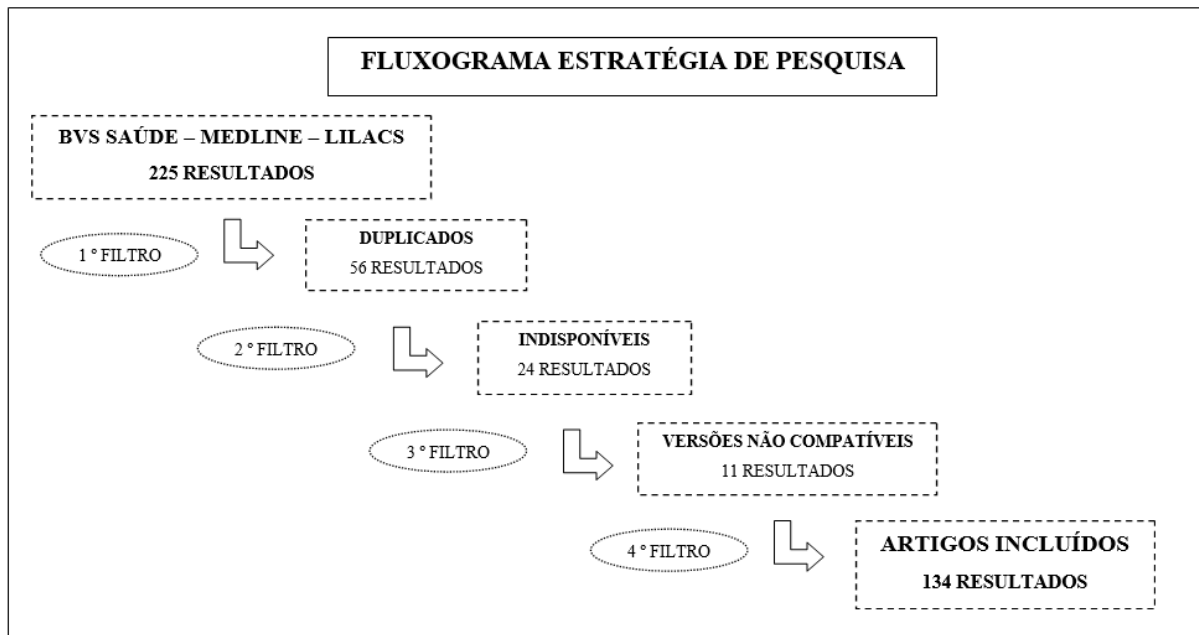 FLUXOGRAMA ESTRATÉGIA DE PESQUISA
BVS SAÚDE – MEDLINE – LILACS
225 RESULTADOS
1 º FILTRO
DUPLICADOS
56 RESULTADOS
2 º FILTRO
INDISPONÍVEIS
24 RESULTADOS
3 º FILTRO
VERSÕES NÃO COMPATÍVEIS
11 RESULTADOS
4 º FILTRO
ARTIGOS INCLUÍDOS
134 RESULTADOS